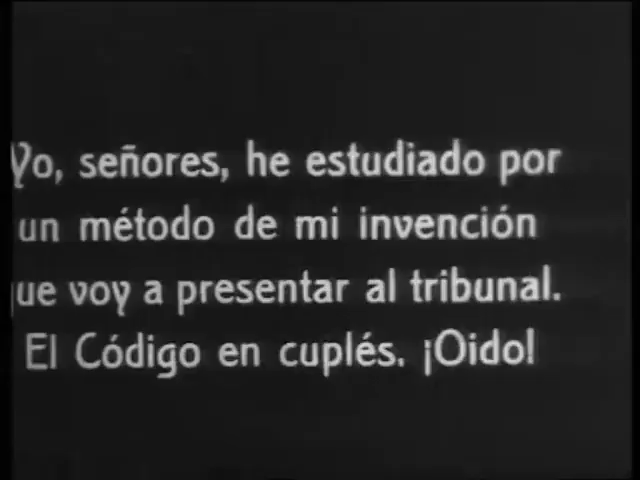 Yo, señores, he estudiado por
un método de mi invención
que voy a presentar al tribunal.
El Código en cuplés. ¡Oido!